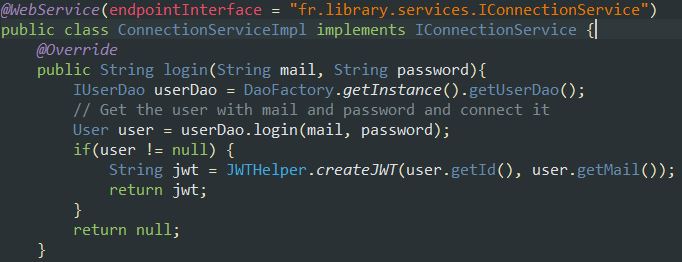 @WebService(endpointInterface = "fr.library.services.IConnectionService")
public class ConnectionServiceImpl implements IConnectionService {
    @Override
    public String login(String mail, String password){
        IUserDao userDao = DaoFactory.getInstance().getUserDao();
        // Get the user with mail and password and connect it
        User user = userDao.login(mail, password);
        if(user != null) {
            String jwt = JWTHelper.createJWT(user.getId(), user.getMail());
            return jwt;
        }
        return null;
    }